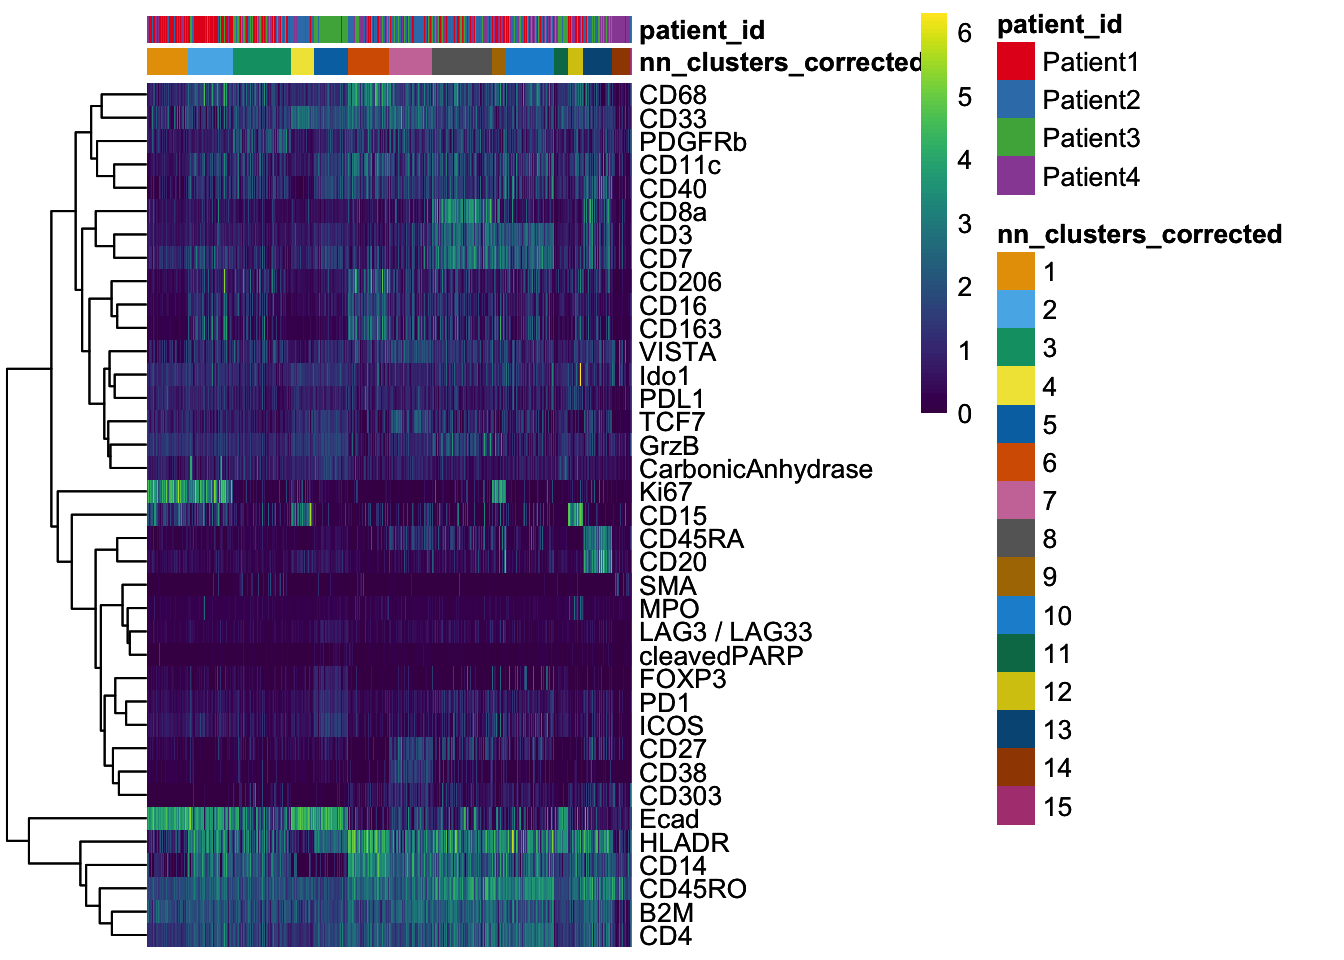 patient_id
nn_clusters_corrected
CD68
CD33
PDGFRb
CD11c
CD40
CD8a
CD3
CD7
CD206
CD16
CD163
VISTA
Ido1
PDL1
TCF7
GrzB
CarbonicAnhydrase
Ki67
CD15
CD45RA
CD20
SMA
MPO
LAG3 / LAG33
cleavedPARP
FOXP3
PD1
ICOS
CD27
CD38
CD303
Ecad
HLADR
CD14
CD45RO
B2M
CD4
6
5
4
3
2
1
0
patient_id
Patient1
Patient2
Patient3
Patient4
nn_clusters_corrected
1
2
3
4
5
6
7
8
9
10
11
12
13
14
15